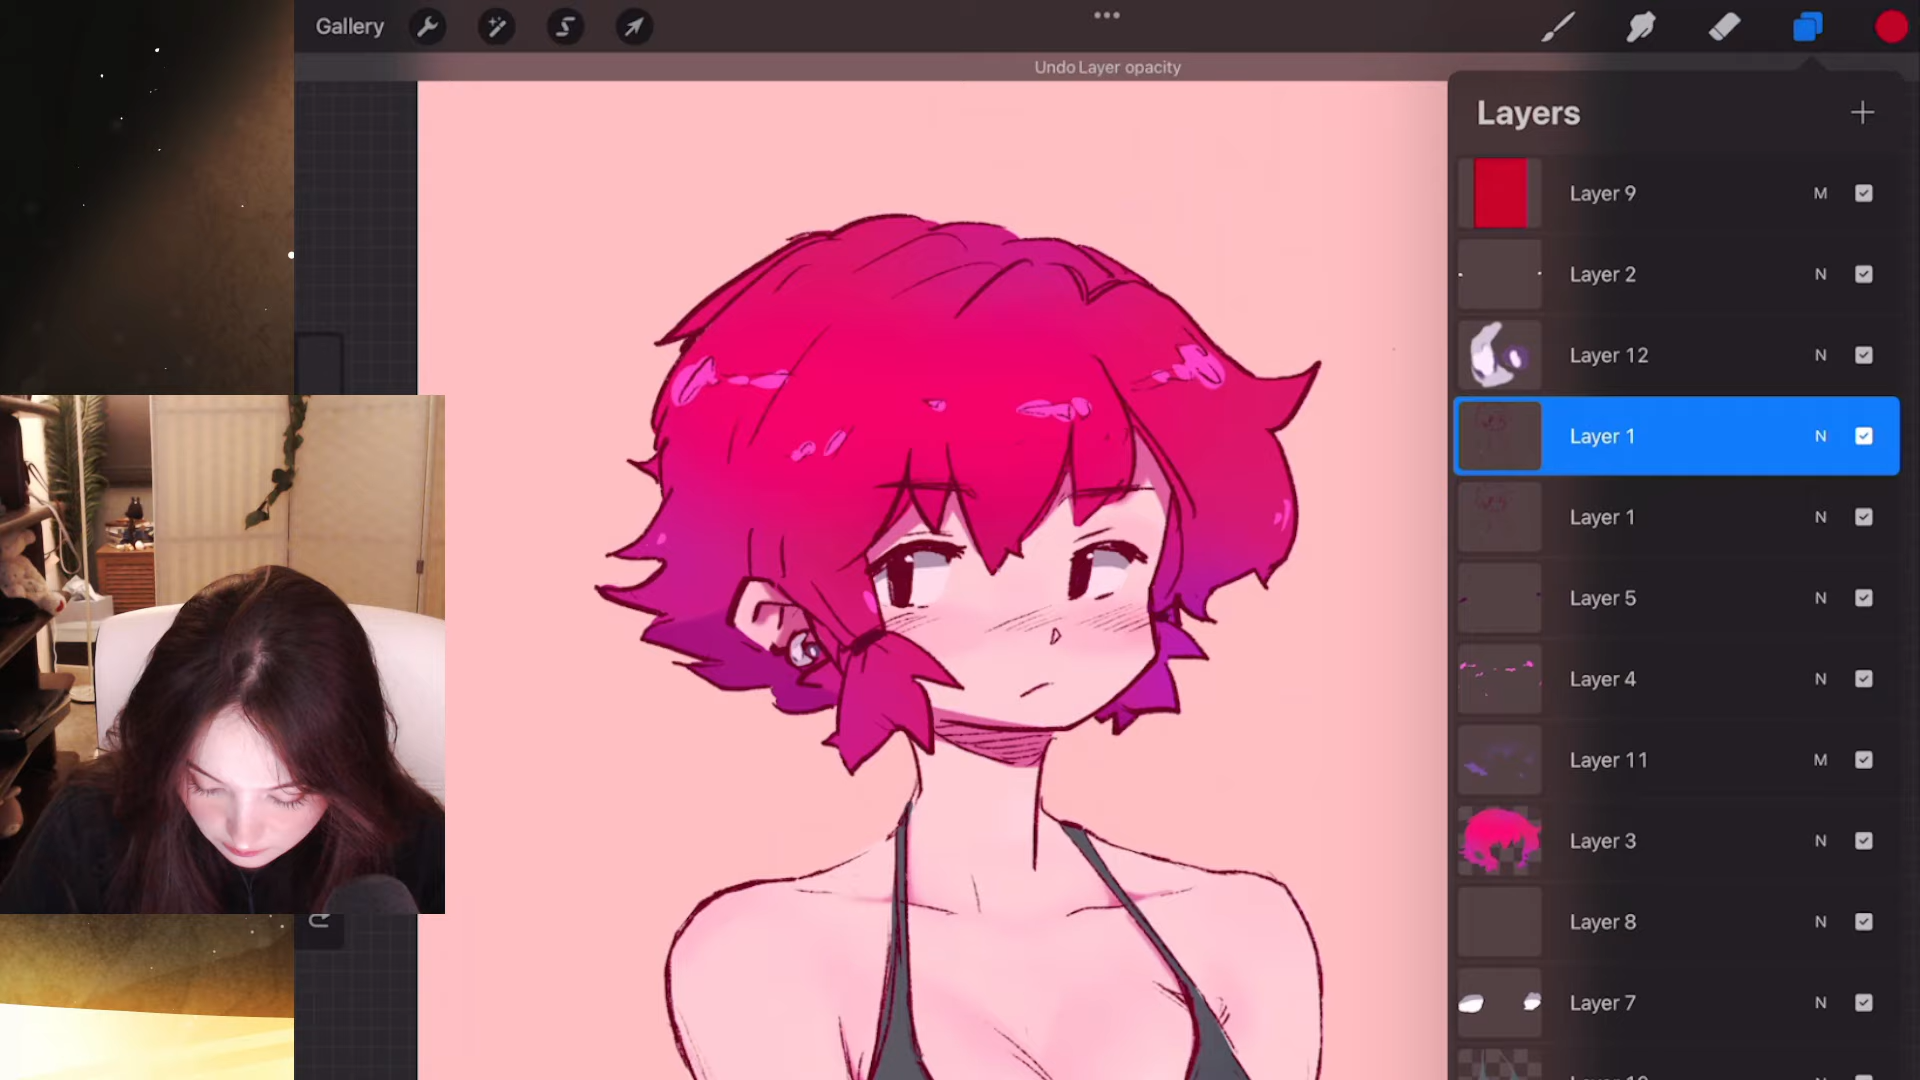 Gallery
Undo Layer opacity
Layers
Layer 9 M
Layer 2 N
Layer 12 N
Layer 1 N
Layer 1 N
Layer 5 N
Layer 4 N
Layer 11 M
Layer 3 N
Layer 8 N
Layer 7 N